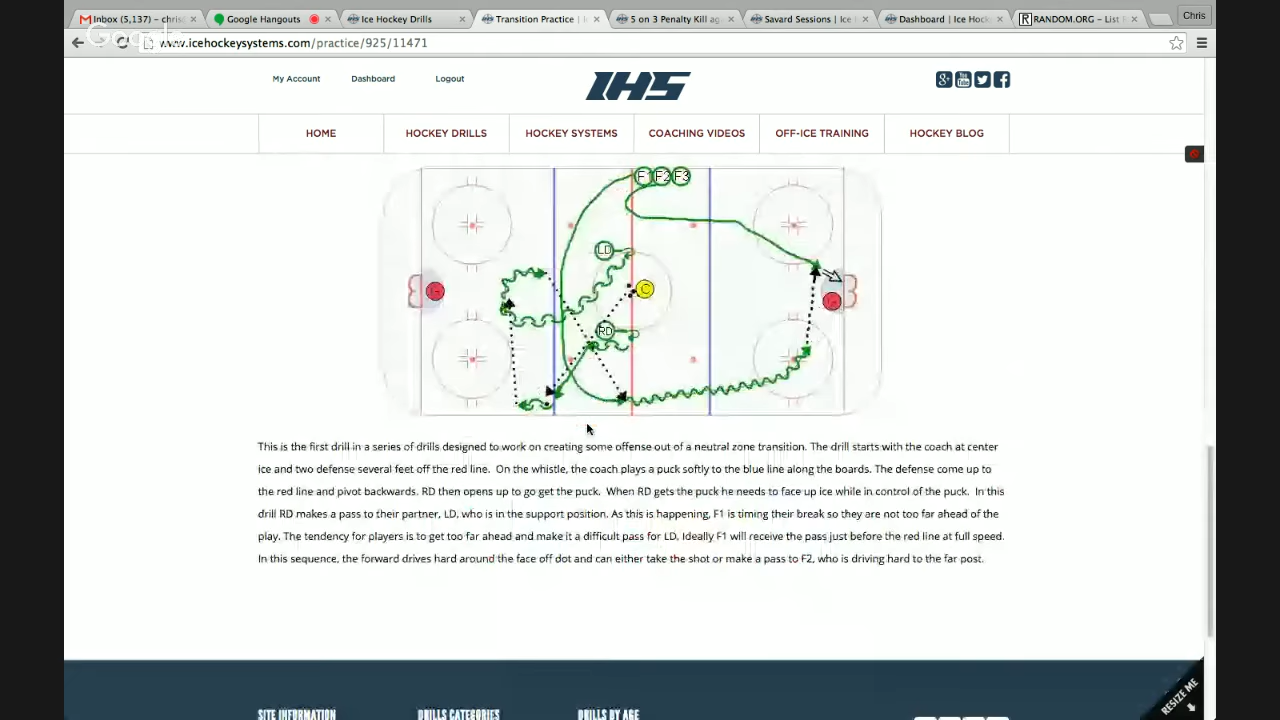 Inbox (5,137) – chris
Google Hangouts
Ice Hockey Drills
Transition Practice | I
5 on 3 Penalty Kill ag
Savard Sessions | Ice
Dashboard | Ice Hock
RANDOM.ORG – List
Chris
Google
www.icehockeysystems.com/practice/925/11471
My Account Dashboard Logout
IHS
HOME HOCKEY DRILLS HOCKEY SYSTEMS COACHING VIDEOS OFF-ICE TRAINING HOCKEY BLOG
F1 F2 F3
LD
C
G
G
RD
This is the first drill in a series of drills designed to work on creating some offense out of a neutral zone transition. The drill starts with the coach at center
ice and two defense several feet off the red line. On the whistle, the coach plays a puck softly to the blue line along the boards. The defense come up to
the red line and pivot backwards. RD then opens up to go get the puck. When RD gets the puck he needs to face up ice while in control of the puck. In this
drill RD makes a pass to their partner, LD, who is in the support position. As this is happening, F1 is timing their break so they are not too far ahead of the
play. The tendency for players is to get too far ahead and make it a difficult pass for LD. Ideally F1 will receive the pass just before the red line at full speed.
In this sequence, the forward drives hard around the face off dot and can either take the shot or make a pass to F2, who is driving hard to the far post.
RESIZE ME
SITE INFORMATION DRILLS CATEGORIES DRILLS BY AGE